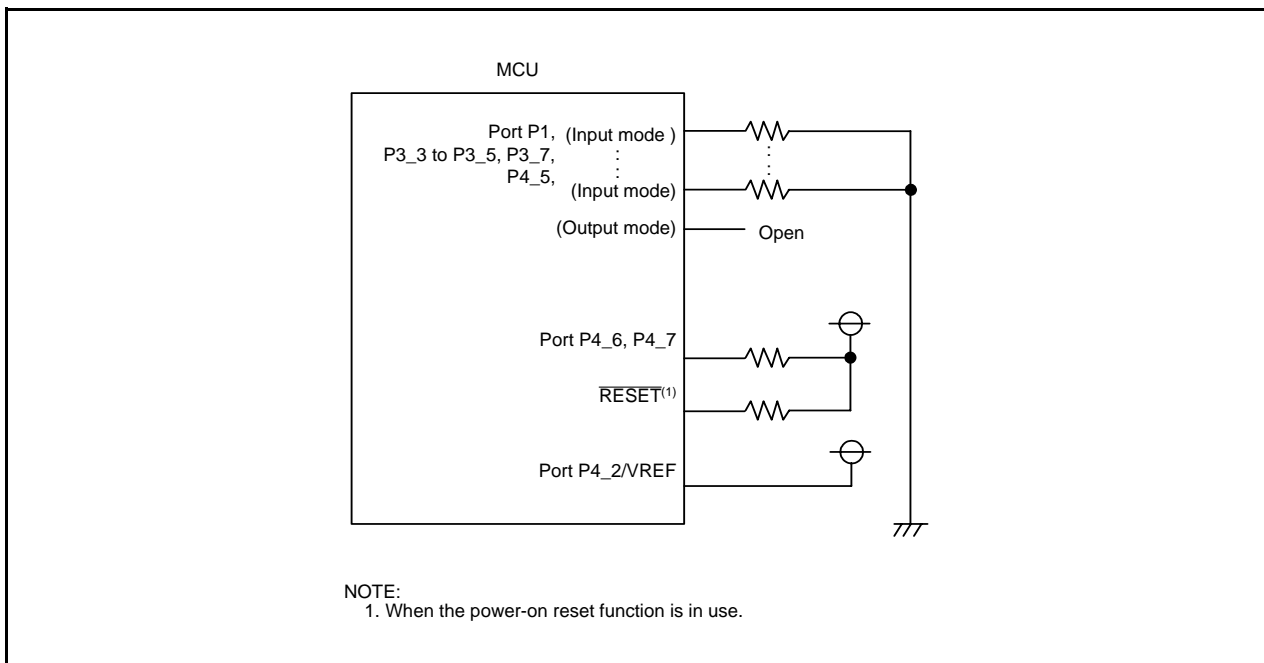 MCU
Port P1, (Input mode )
P3_3 to P3_5, P3_7,
P4_5,
(Input mode)
(Output mode) Open
Port P4_6, P4_7
RESET(1)
Port P4_2/VREF
NOTE:
1. When the power-on reset function is in use.